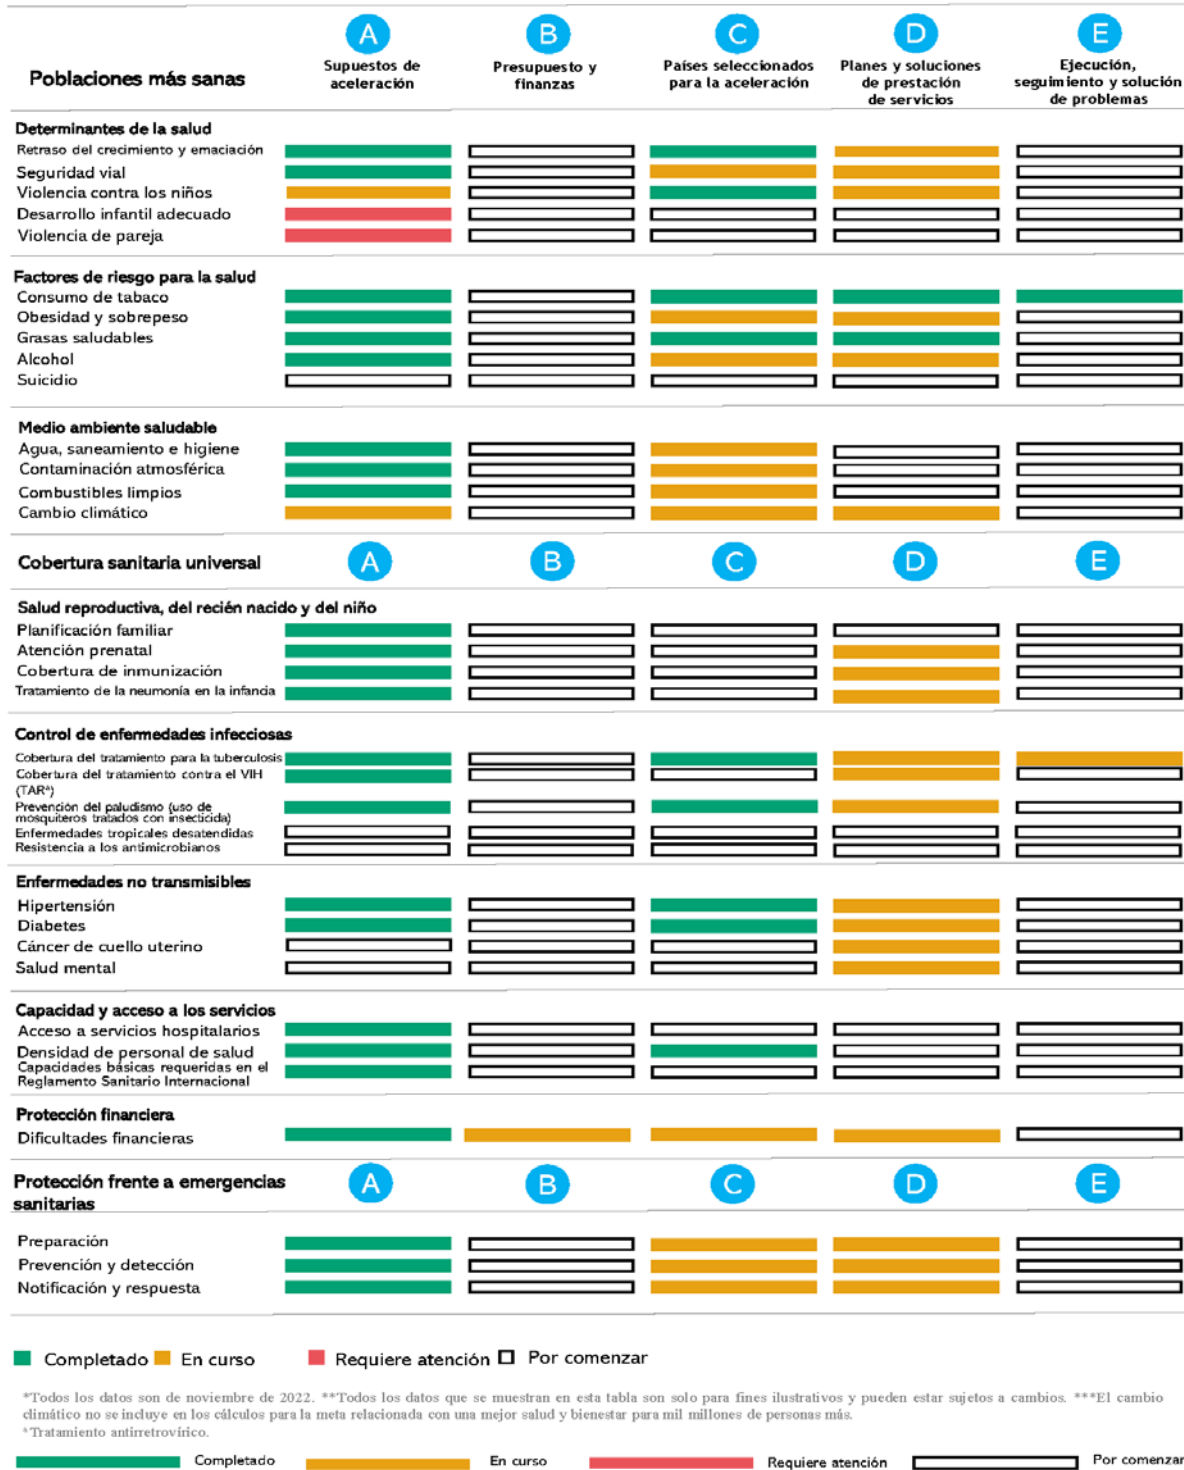 A B C D E
Poblaciones más sanas
Supuestos de
aceleración
Presupuesto y
finanzas
Países seleccionados
para la aceleración
Planes y soluciones
de prestación
de servicios
Ejecución,
seguimiento y solución
de problemas
Determinantes de la salud
Retraso del crecimiento y emaciación
Seguridad vial
Violencia contra los niños
Desarrollo infantil adecuado
Violencia de pareja
Factores de riesgo para la salud
Consumo de tabaco
Obesidad y sobrepeso
Grasas saludables
Alcohol
Suicidio
Medio ambiente saludable
Agua, saneamiento e higiene
Contaminación atmosférica
Combustibles limpios
Cambio climático
Cobertura sanitaria universal A B C D E
Salud reproductiva, del recién nacido y del niño
Planificación familiar
Atención prenatal
Cobertura de inmunización
Tratamiento de la neumonía en la infancia
Control de enfermedades infecciosas
Cobertura del tratamiento para la tuberculosis
Cobertura del tratamiento contra el VIH
(TAR*)
Prevención del paludismo (uso de
mosquiteros tratados con insecticida)
Enfermedades tropicales desatendidas
Resistencia a los antimicrobianos
Enfermedades no transmisibles
Hipertensión
Diabetes
Cáncer de cuello uterino
Salud mental
Capacidad y acceso a los servicios
Acceso a servicios hospitalarios
Densidad de personal de salud
Capacidades básicas requeridas en el
Reglamento Sanitario Internacional
Protección financiera
Dificultades financieras
Protección frente a emergencias
sanitarias
A B C D E
Preparación
Prevención y detección
Notificación y respuesta
Completado En curso Requiere atención Por comenzar
*Todos los datos son de noviembre de 2022. **Todos los datos que se muestran en esta tabla son solo para fines ilustrativos y pueden estar sujetos a cambios. ***El cambio
climático no se incluye en los cálculos para la meta relacionada con una mejor salud y bienestar para mil millones de personas más.
*Tratamiento antirretrovírico.
Completado En curso Requiere atención Por comenzar